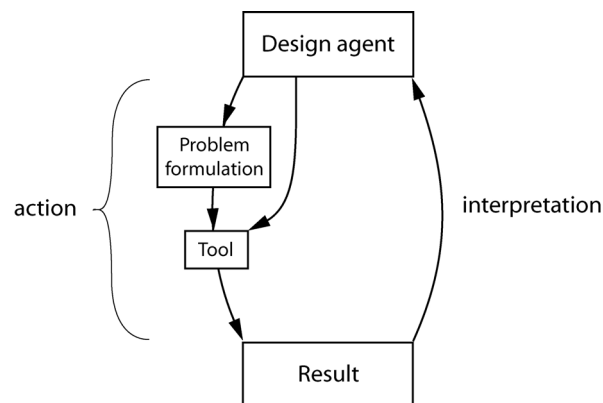 Design agent
Problem
formulation
action
interpretation
Tool
Result